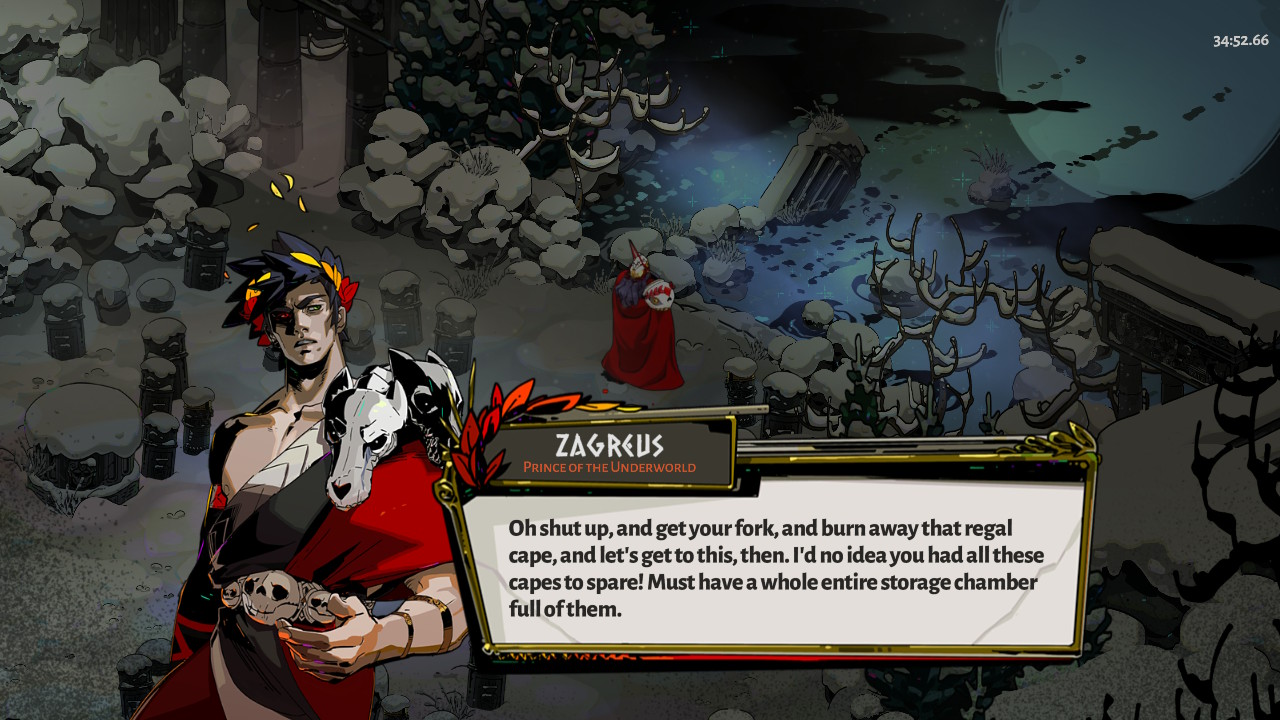 34:52.66
ZAGREUS
PRINCE OF THE UNDERWORLD
Oh shut up, and get your fork, and burn away that regal
cape, and let's get to this, then. I'd no idea you had all these
capes to spare! Must have a whole entire storage chamber
full of them.